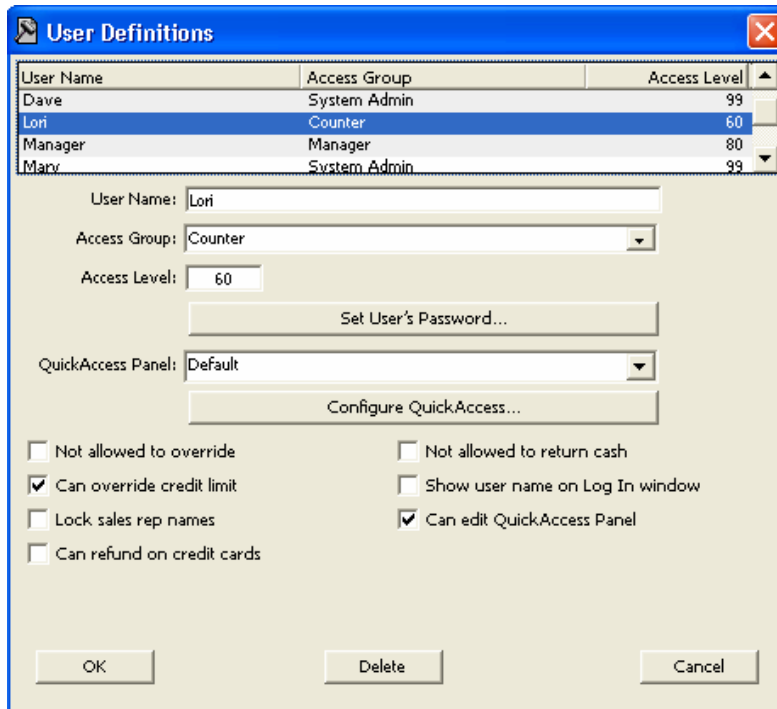 User Definitions
User Name Access Group Access Level
Dave System Admin 99
Lori Counter 60
Manager Manager 80
Mary System Admin 99
User Name: Lori
Access Group: Counter
Access Level: 60
Set User's Password...
QuickAccess Panel: Default
Configure QuickAccess...
Not allowed to override Not allowed to return cash
Can override credit limit Show user name on Log In window
Lock sales rep names Can edit QuickAccess Panel
Can refund on credit cards
OK Delete Cancel